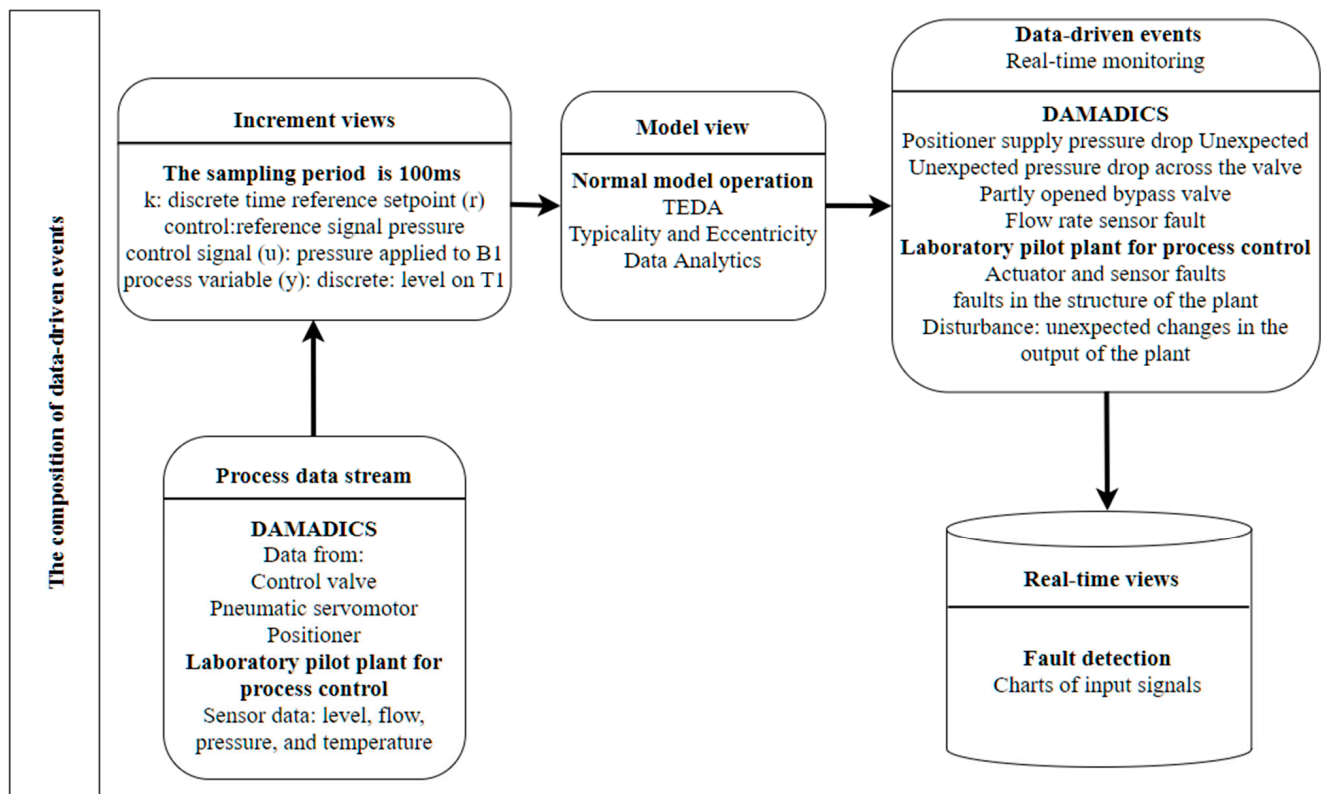 The composition of data-driven events
Increment views
The sampling period is 100ms
k: discrete time reference setpoint (r)
control:reference signal pressure
control signal (u): pressure applied to B1
process variable (y): discrete: level on T1
Model view
Normal model operation
TEDA
Typicality and Eccentricity
Data Analytics
Data-driven events
Real-time monitoring
DAMADICS
Positioner supply pressure drop Unexpected
Unexpected pressure drop across the valve
Partly opened bypass valve
Flow rate sensor fault
Laboratory pilot plant for process control
Actuator and sensor faults
faults in the structure of the plant
Disturbance: unexpected changes in the
output of the plant
Process data stream
DAMADICS
Data from:
Control valve
Pneumatic servomotor
Positioner
Laboratory pilot plant for
process control
Sensor data: level, flow,
pressure, and temperature
Real-time views
Fault detection
Charts of input signals